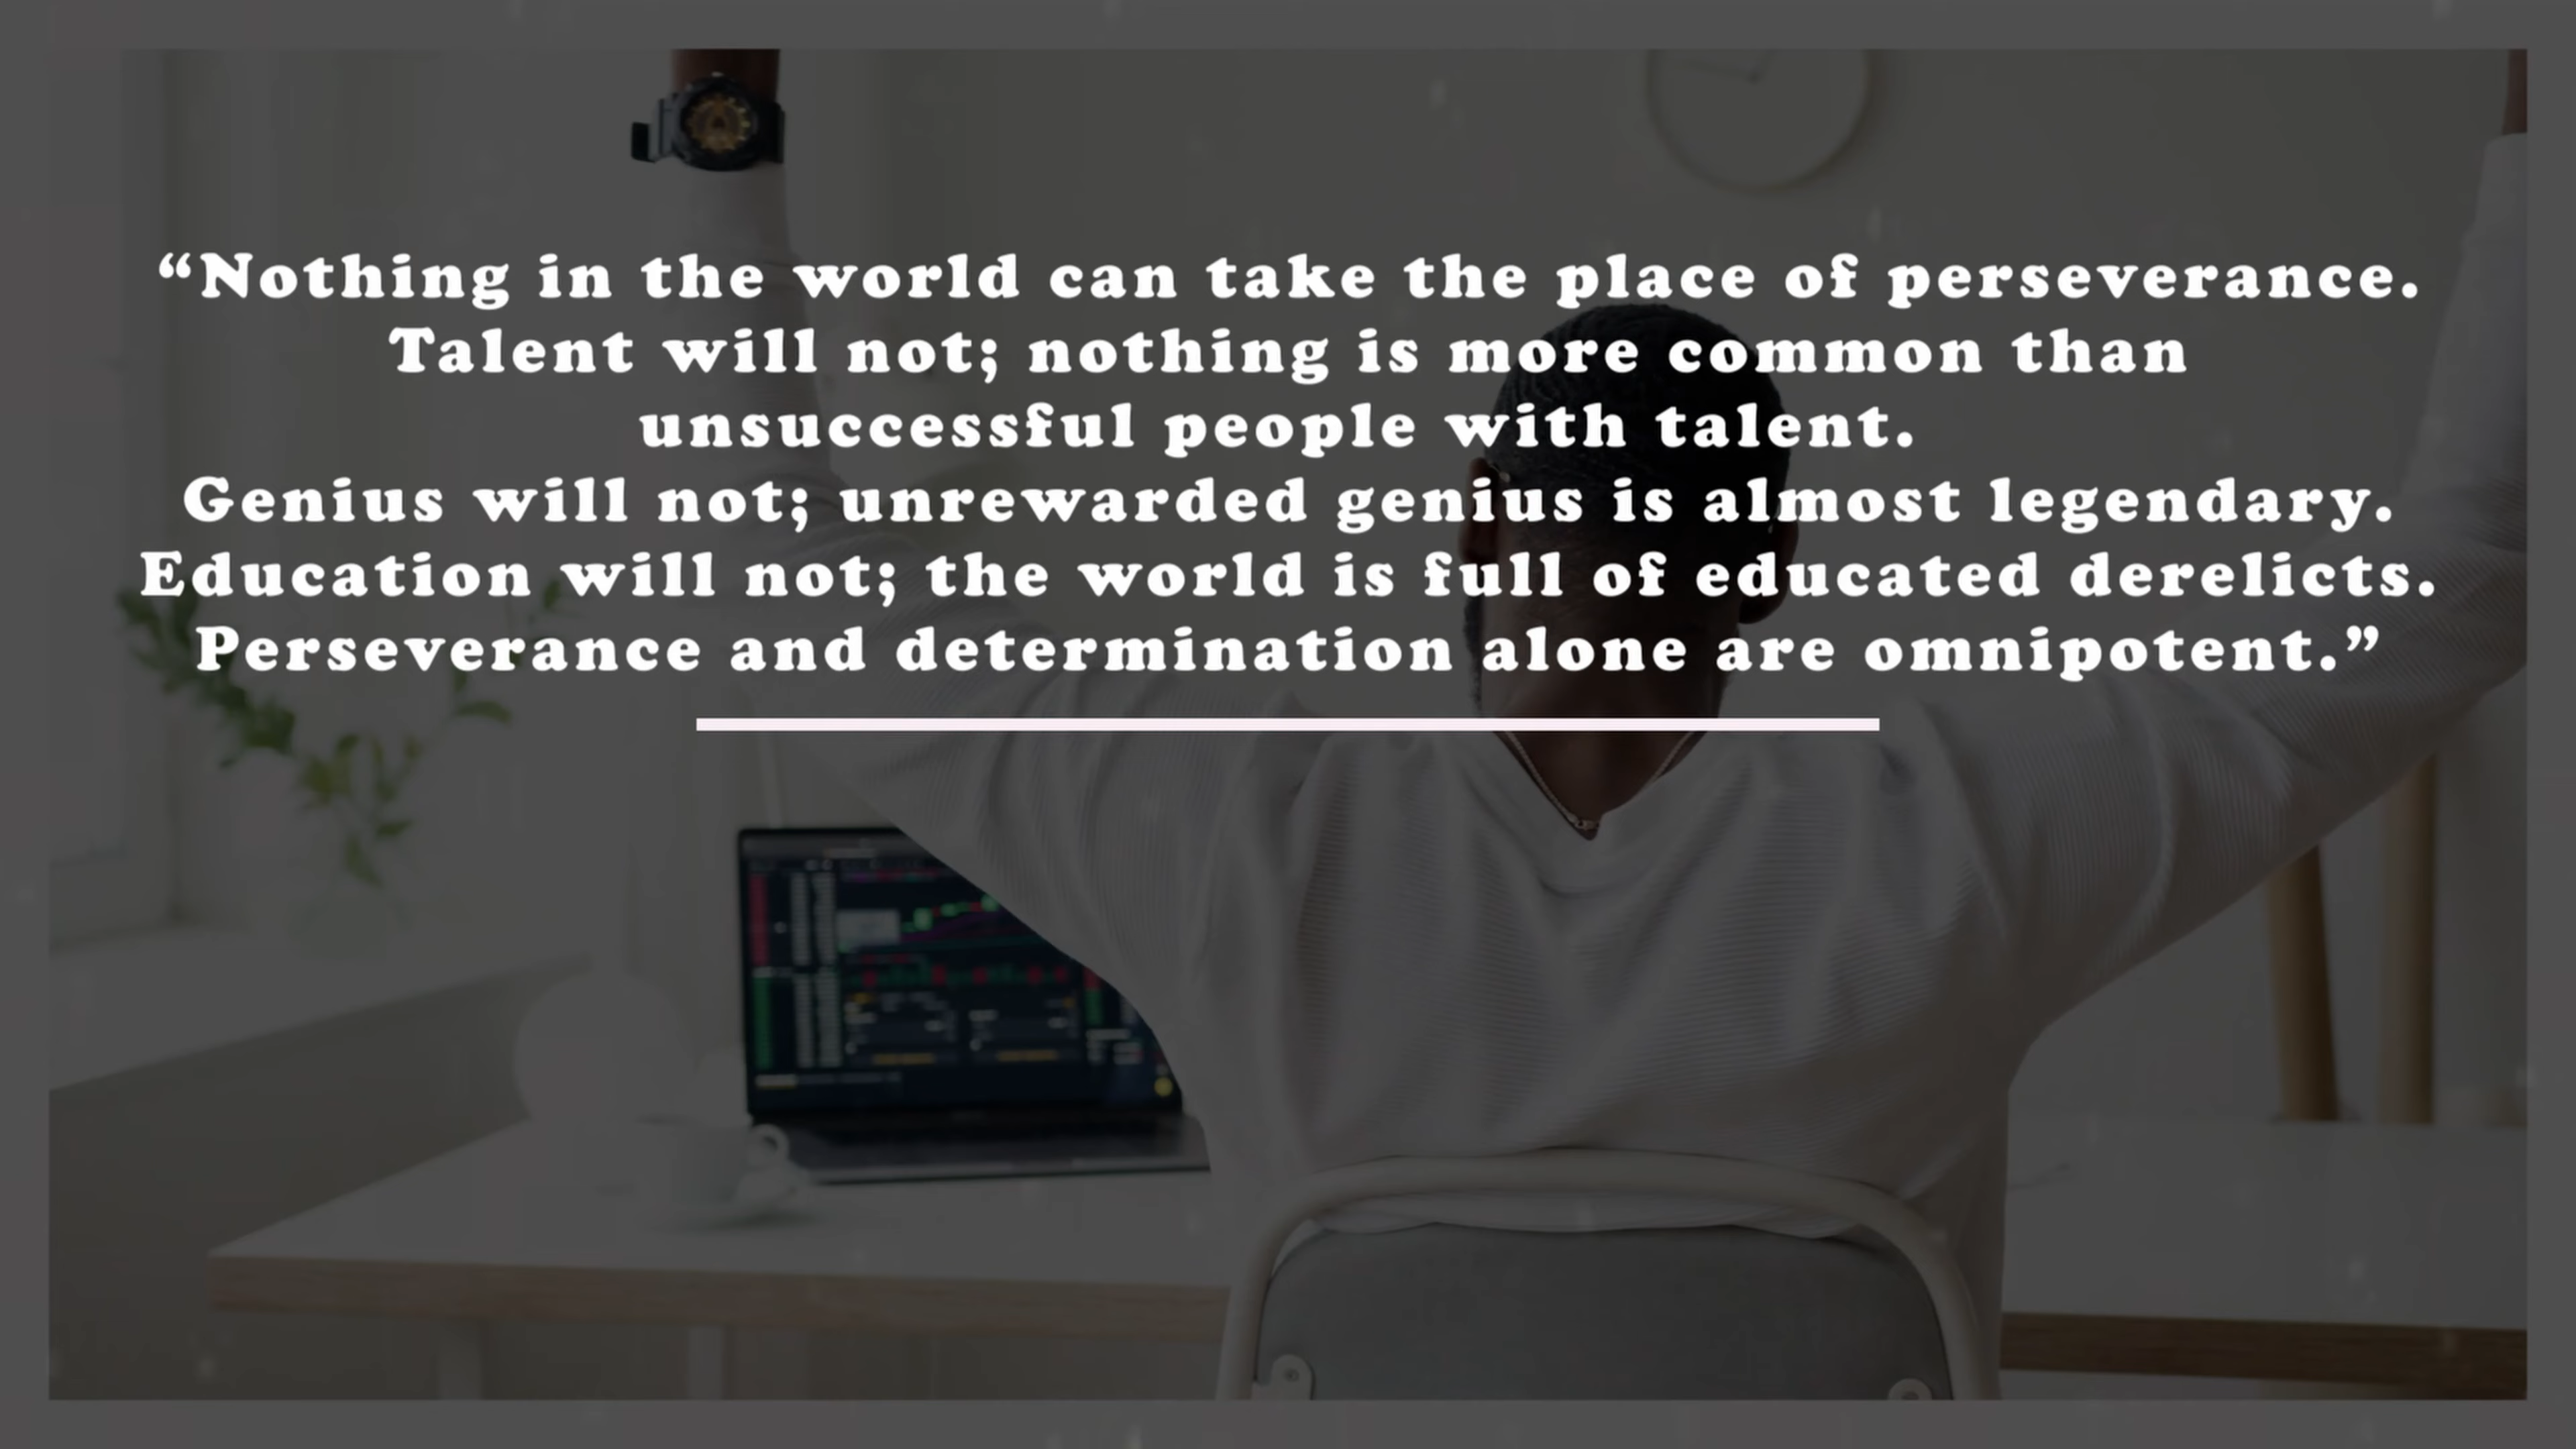 “Nothing in the world can take the place of perseverance.
Talent will not; nothing is more common than
unsuccessful people with talent.
Genius will not; unrewarded genius is almost legendary.
Education will not; the world is full of educated derelicts.
Perseverance and determination alone are omnipotent.”